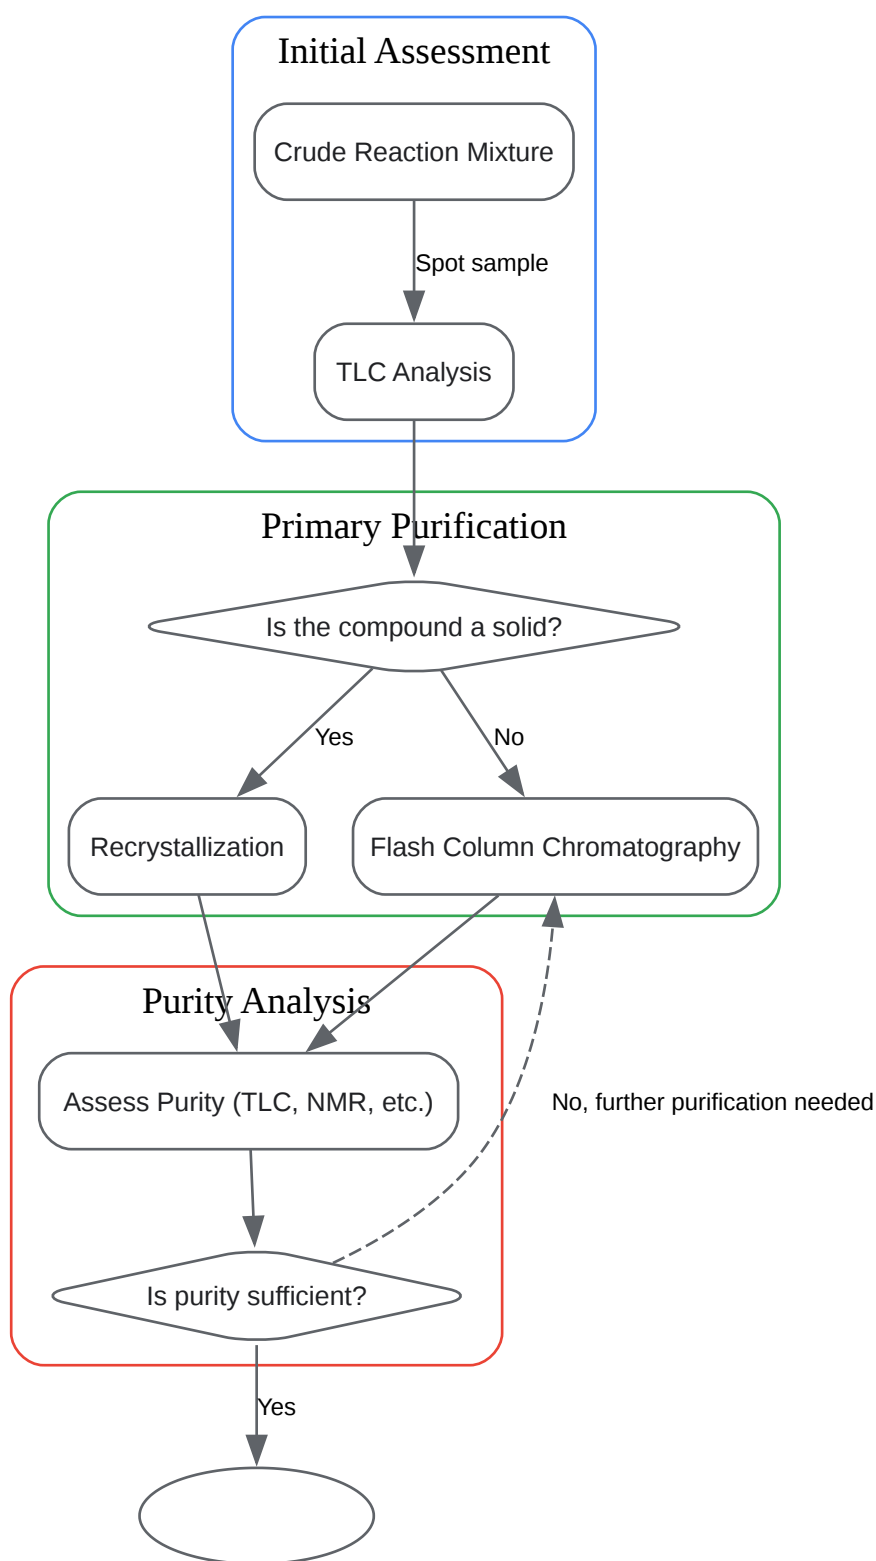 Initial Assessment
Crude Reaction Mixture
Spot sample
TLC Analysis
Primary Purification
Is the compound a solid?
Yes
No
Recrystallization
Flash Column Chromatography
Purity Analysis
Assess Purity (TLC, NMR, etc.)
No, further purification needed
Is purity sufficient?
Yes